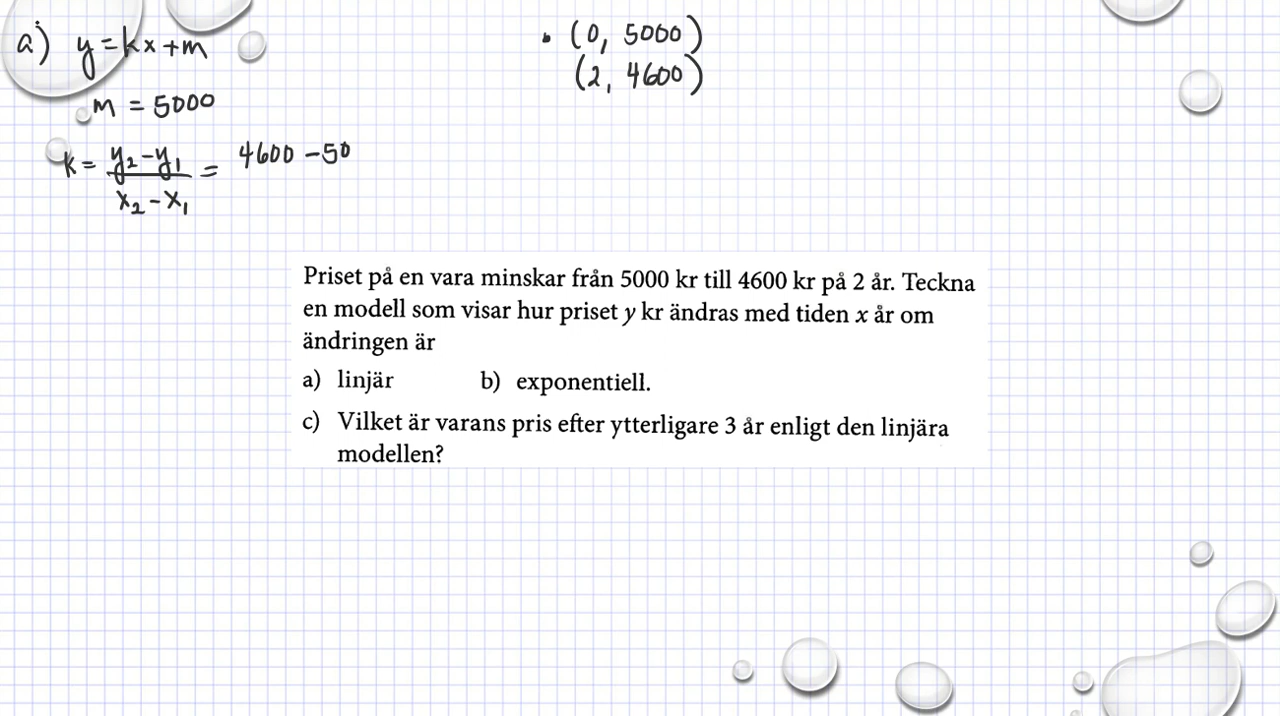 a) y = kx + m
m = 5000
k = y₂ - y₁ / x₂ - x₁ = 4600 - 50
• (0, 5000)
(2, 4600)
Priset på en vara minskar från 5000 kr till 4600 kr på 2 år. Teckna
en modell som visar hur priset y kr ändras med tiden x år om
ändringen är
a) linjär b) exponentiell.
c) Vilket är varans pris efter ytterligare 3 år enligt den linjära
modellen?